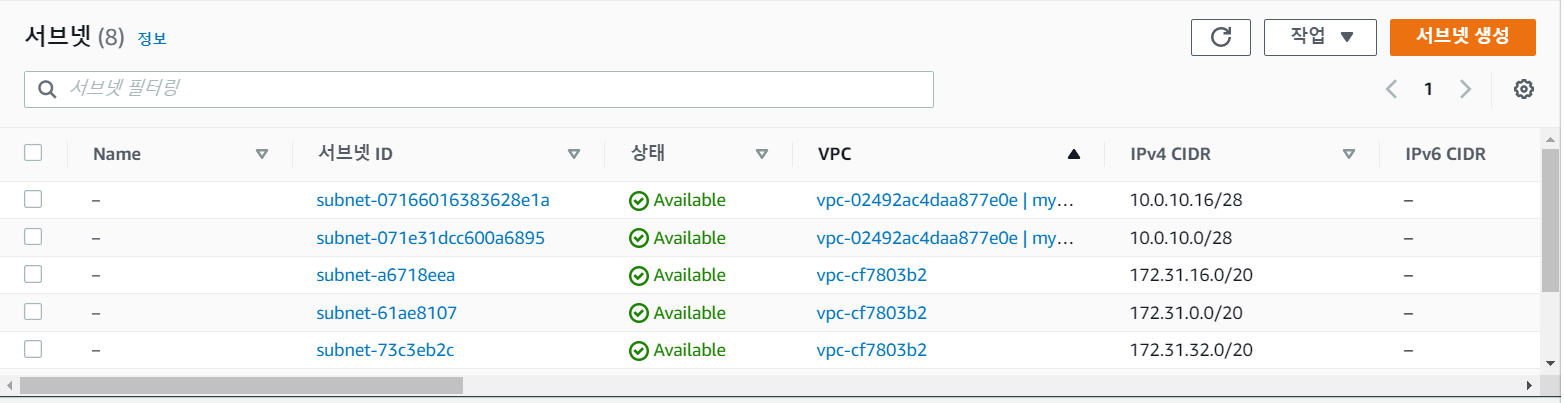 서브넷 (8) 정보
작업
서브넷 생성
서브넷 필터링
1
Name 서브넷 ID 상태 VPC IPv4 CIDR IPv6 CIDR
– subnet-07166016383628e1a Available vpc-02492ac4daa877e0e | my… 10.0.10.16/28 –
– subnet-071e31dcc600a6895 Available vpc-02492ac4daa877e0e | my… 10.0.10.0/28 –
– subnet-a6718eea Available vpc-cf7803b2 172.31.16.0/20 –
– subnet-61ae8107 Available vpc-cf7803b2 172.31.0.0/20 –
– subnet-73c3eb2c Available vpc-cf7803b2 172.31.32.0/20 –